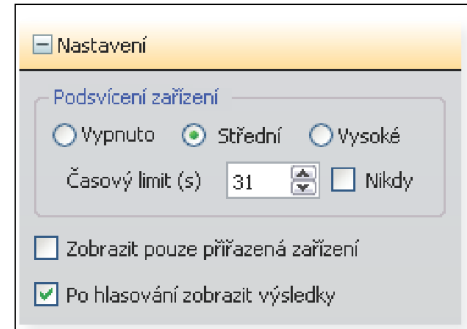 Nastavení
Podsvícení zařízení
Vypnuto Střední Vysoké
Časový limit (s) 31 Nikdy
Zobrazit pouze přiřazená zařízení
Po hlasování zobrazit výsledky